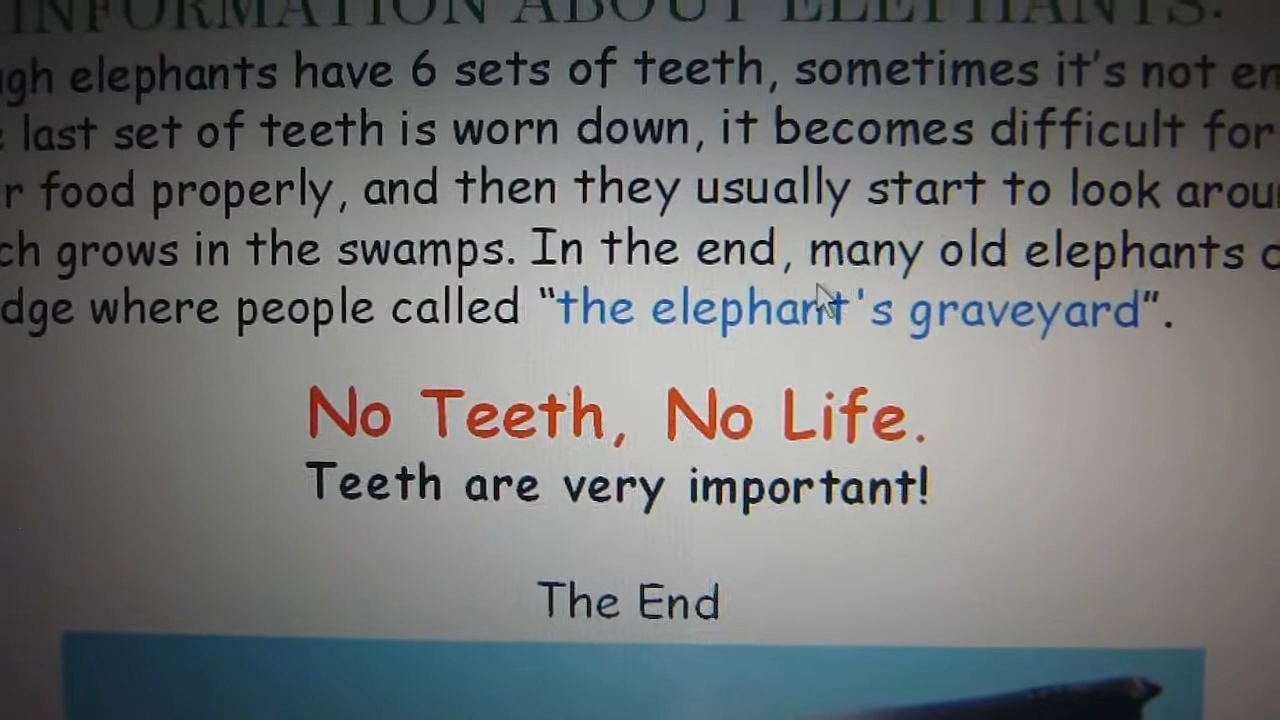 INFORMATION ABOUT ELEPHANTS.
gh elephants have 6 sets of teeth, sometimes it's not en
last set of teeth is worn down, it becomes difficult for
r food properly, and then they usually start to look arou
ch grows in the swamps. In the end, many old elephants
dge where people called "the elephant's graveyard".
No Teeth, No Life.
Teeth are very important!
The End